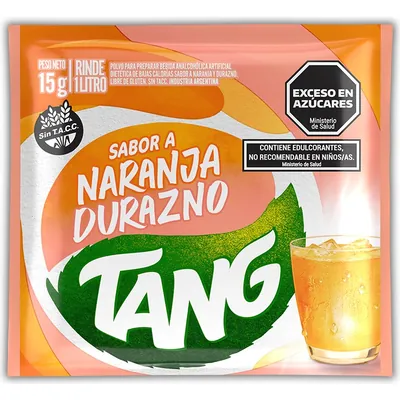 PESO NETO
15g
RINDE
1 LITRO
POLVO PARA PREPARAR BEBIDA ANALCOHÓLICA ARTIFICIAL
DIETÉTICA DE BAJAS CALORÍAS SABOR A NARANJA Y DURAZNO.
LIBRE DE GLUTEN. SIN TACC. INDUSTRIA ARGENTINA
Sin T.A.C.C.
EXCESO EN
AZÚCARES
Ministerio
de Salud
CONTIENE EDULCORANTES,
NO RECOMENDABLE EN NIÑOS/AS.
Ministerio de Salud
SABOR A
NARANJA
DURAZNO
TANG